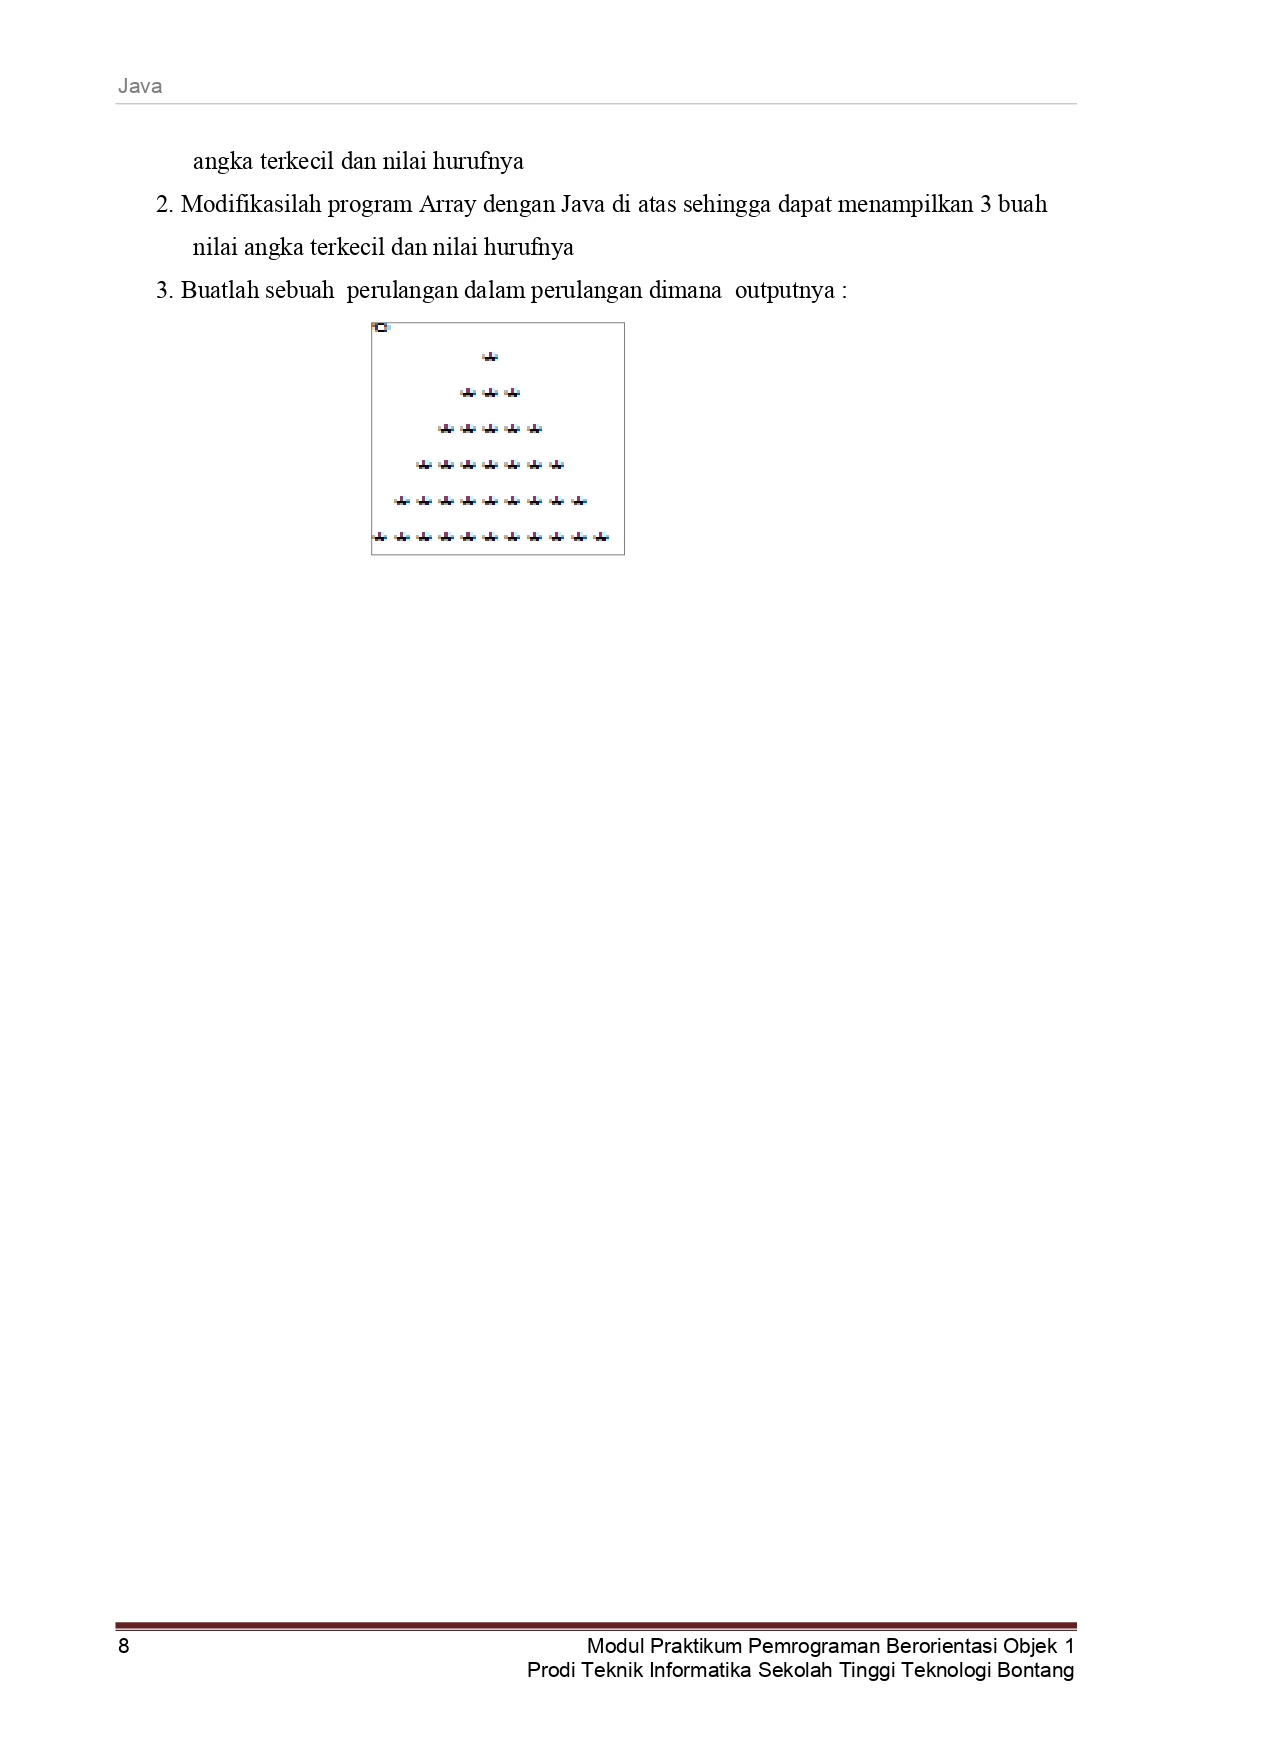 Java
angka terkecil dan nilai hurufnya
2. Modifikasilah program Array dengan Java di atas sehingga dapat menampilkan 3 buah
nilai angka terkecil dan nilai hurufnya
3. Buatlah sebuah perulangan dalam perulangan dimana outputnya :
*
* * *
* * * * *
* * * * * * *
* * * * * * * * *
* * * * * * * * * * *
8
Modul Praktikum Pemrograman Berorientasi Objek 1
Prodi Teknik Informatika Sekolah Tinggi Teknologi Bontang